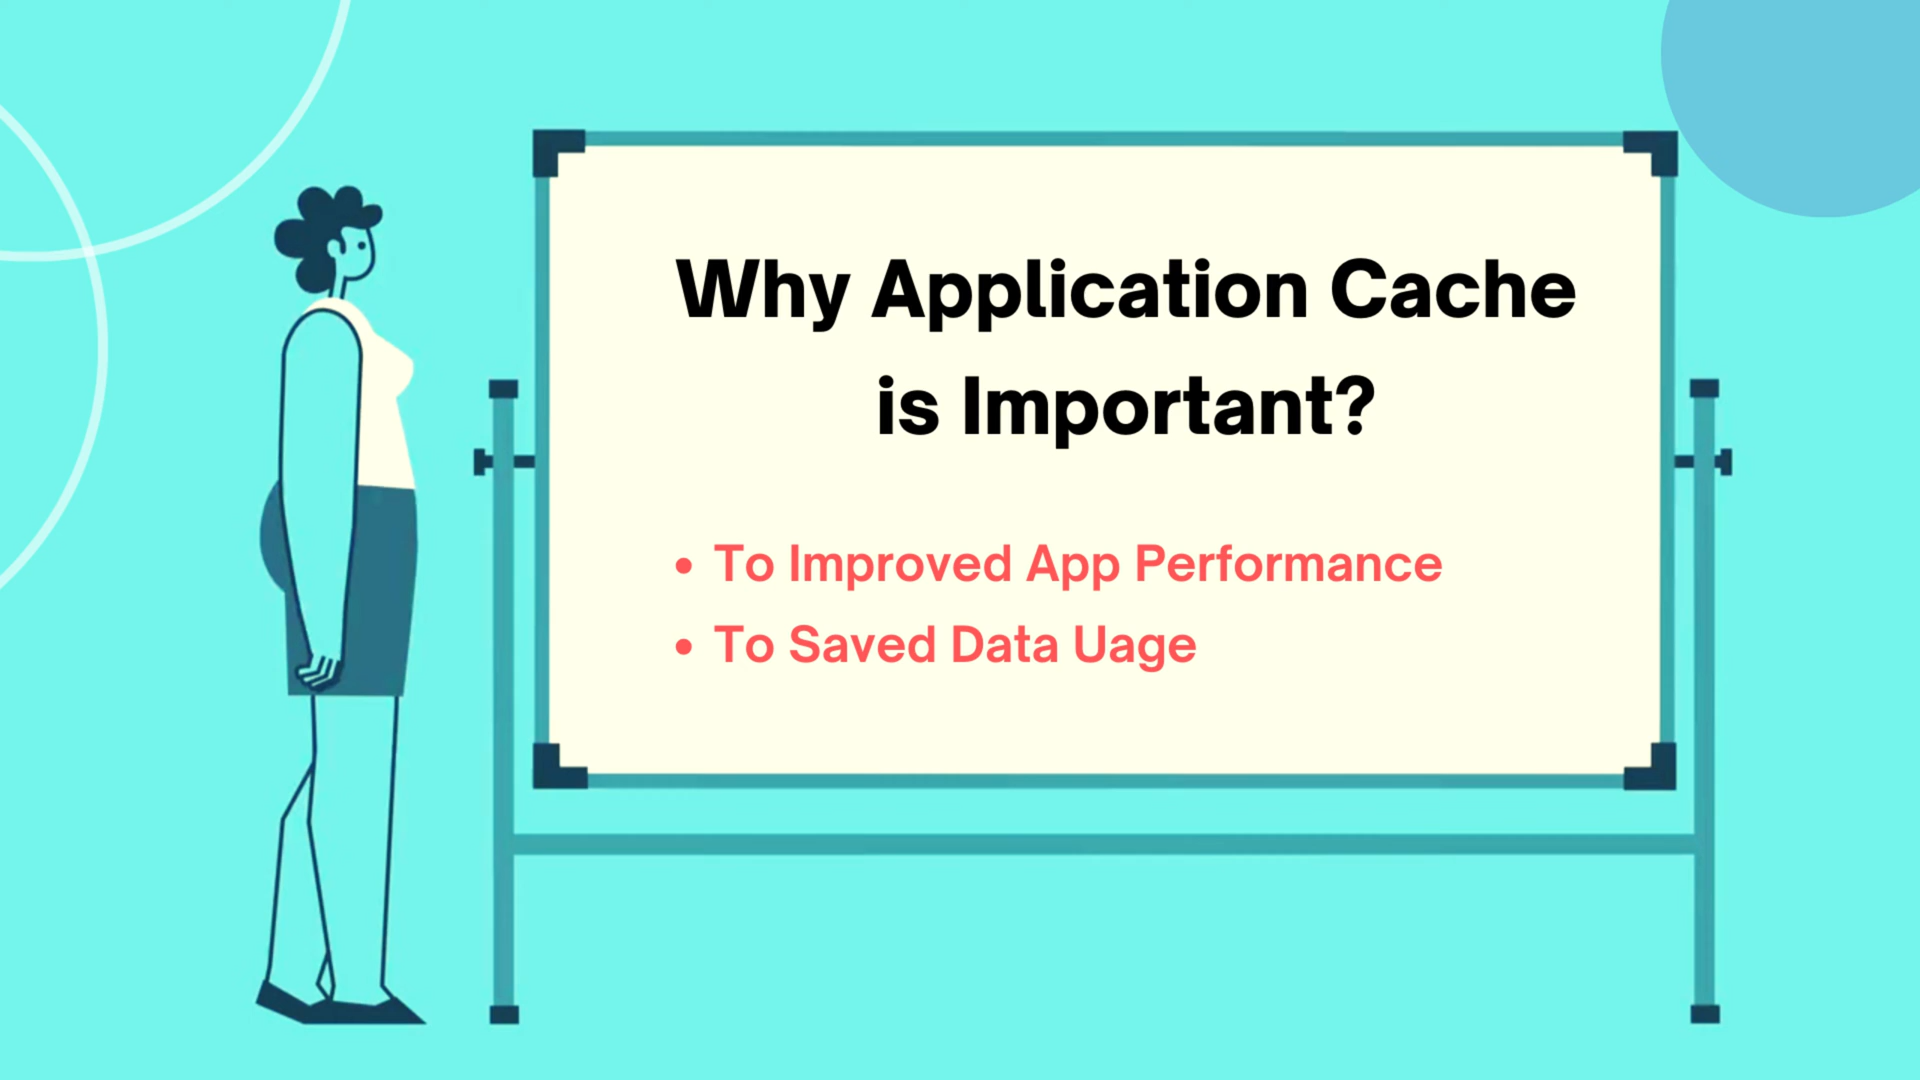 Why Application Cache
is Important?
• To Improved App Performance
• To Saved Data Uage